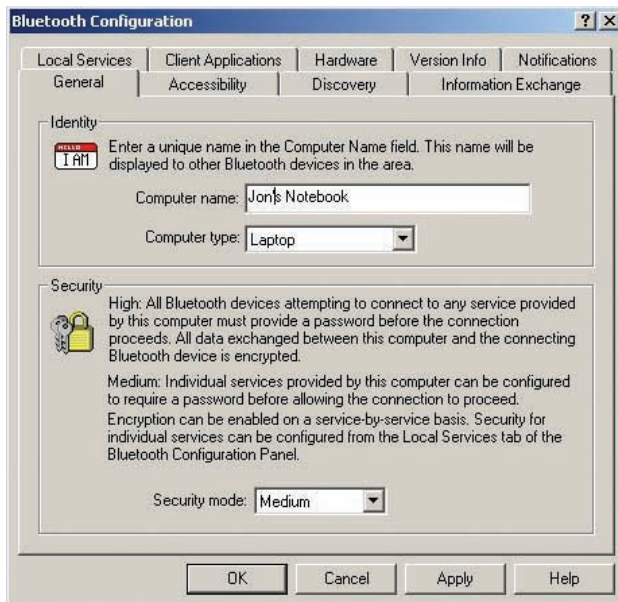 Bluetooth Configuration
Local Services Client Applications Hardware Version Info Notifications
General Accessibility Discovery Information Exchange
Identity
HELLO
I AM
Enter a unique name in the Computer Name field. This name will be
displayed to other Bluetooth devices in the area.
Computer name: Jon's Notebook
Computer type: Laptop
Security
High: All Bluetooth devices attempting to connect to any service provided
by this computer must provide a password before the connection
proceeds. All data exchanged between this computer and the connecting
Bluetooth device is encrypted.
Medium: Individual services provided by this computer can be configured
to require a password before allowing the connection to proceed.
Encryption can be enabled on a service-by-service basis. Security for
individual services can be configured from the Local Services tab of the
Bluetooth Configuration Panel.
Security mode: Medium
OK Cancel Apply Help